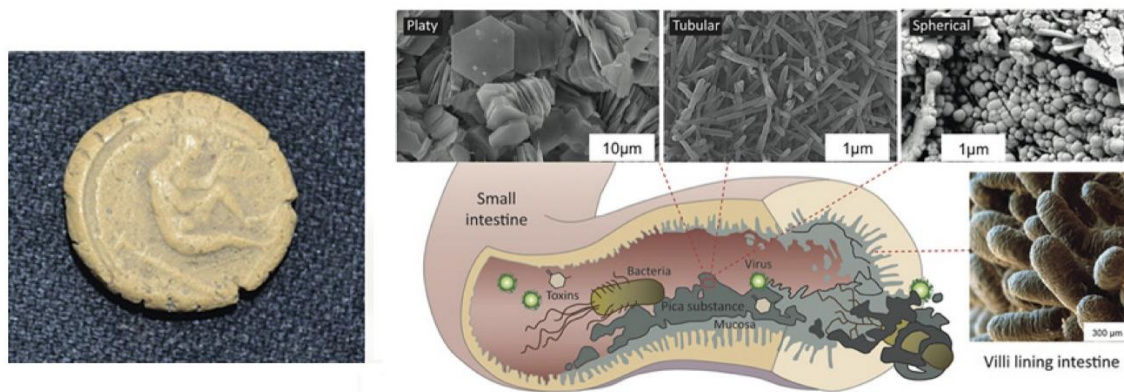 Platy
Tubular
Spherical
10µm
1µm
1µm
Small
intestine
Virus
Bacteria
Toxins
Pica substance
Mucosa
300 µm
Villi lining intestine